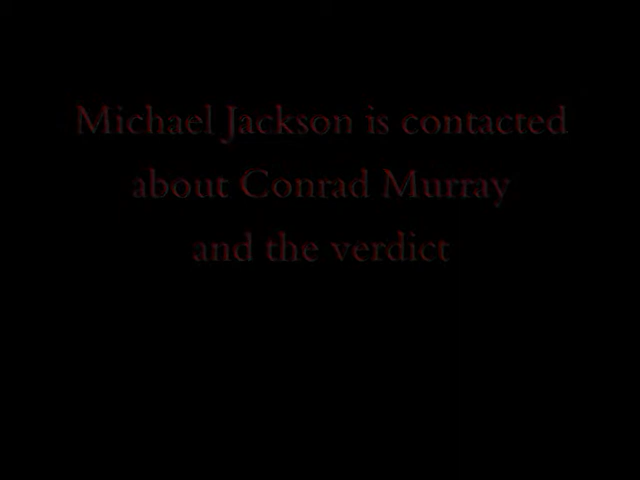 Michael Jackson is contacted
about Conrad Murray
and the verdict